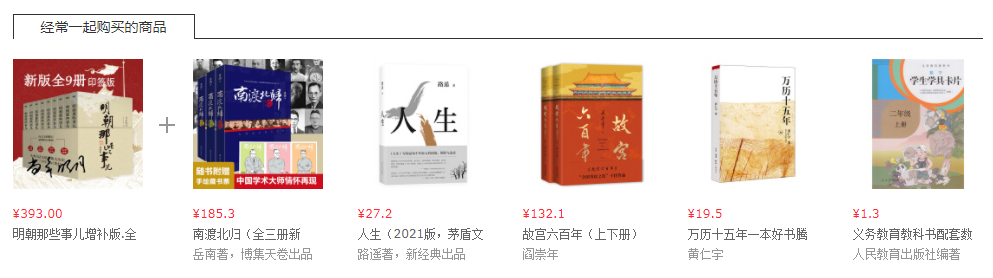 经常一起购买的商品
新版全9册 印签版
明朝那些事儿
+
南渡北归
随书附赠
手绘藏书票
中国学术大师情怀再现
路遥 著
人生
故宫六百年
万历十五年
学生学具卡片
二年级
上册
¥393.00
明朝那些事儿增补版.全
¥185.3
南渡北归（全三册新
岳南著，博集天卷出品
¥27.2
人生（2021版，茅盾文
路遥著，新经典出品
¥132.1
故宫六百年（上下册）
阎崇年
¥19.5
万历十五年一本好书腾
黄仁宇
¥1.3
义务教育教科书配套数
人民教育出版社编著